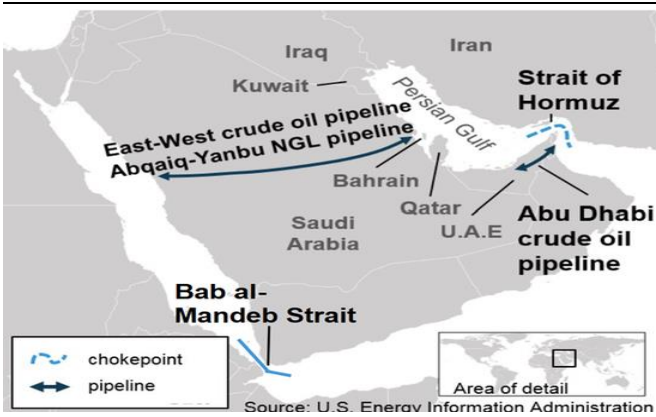 Iraq
Iran
Kuwait
Persian Gulf
Strait of
Hormuz
East-West crude oil pipeline
Abqaiq-Yanbu NGL pipeline
Bahrain
Qatar
U.A.E
Saudi
Arabia
Abu Dhabi
crude oil
pipeline
Bab al-
Mandeb Strait
chokepoint
pipeline
Area of detail
Source: U.S. Energy Information Administration